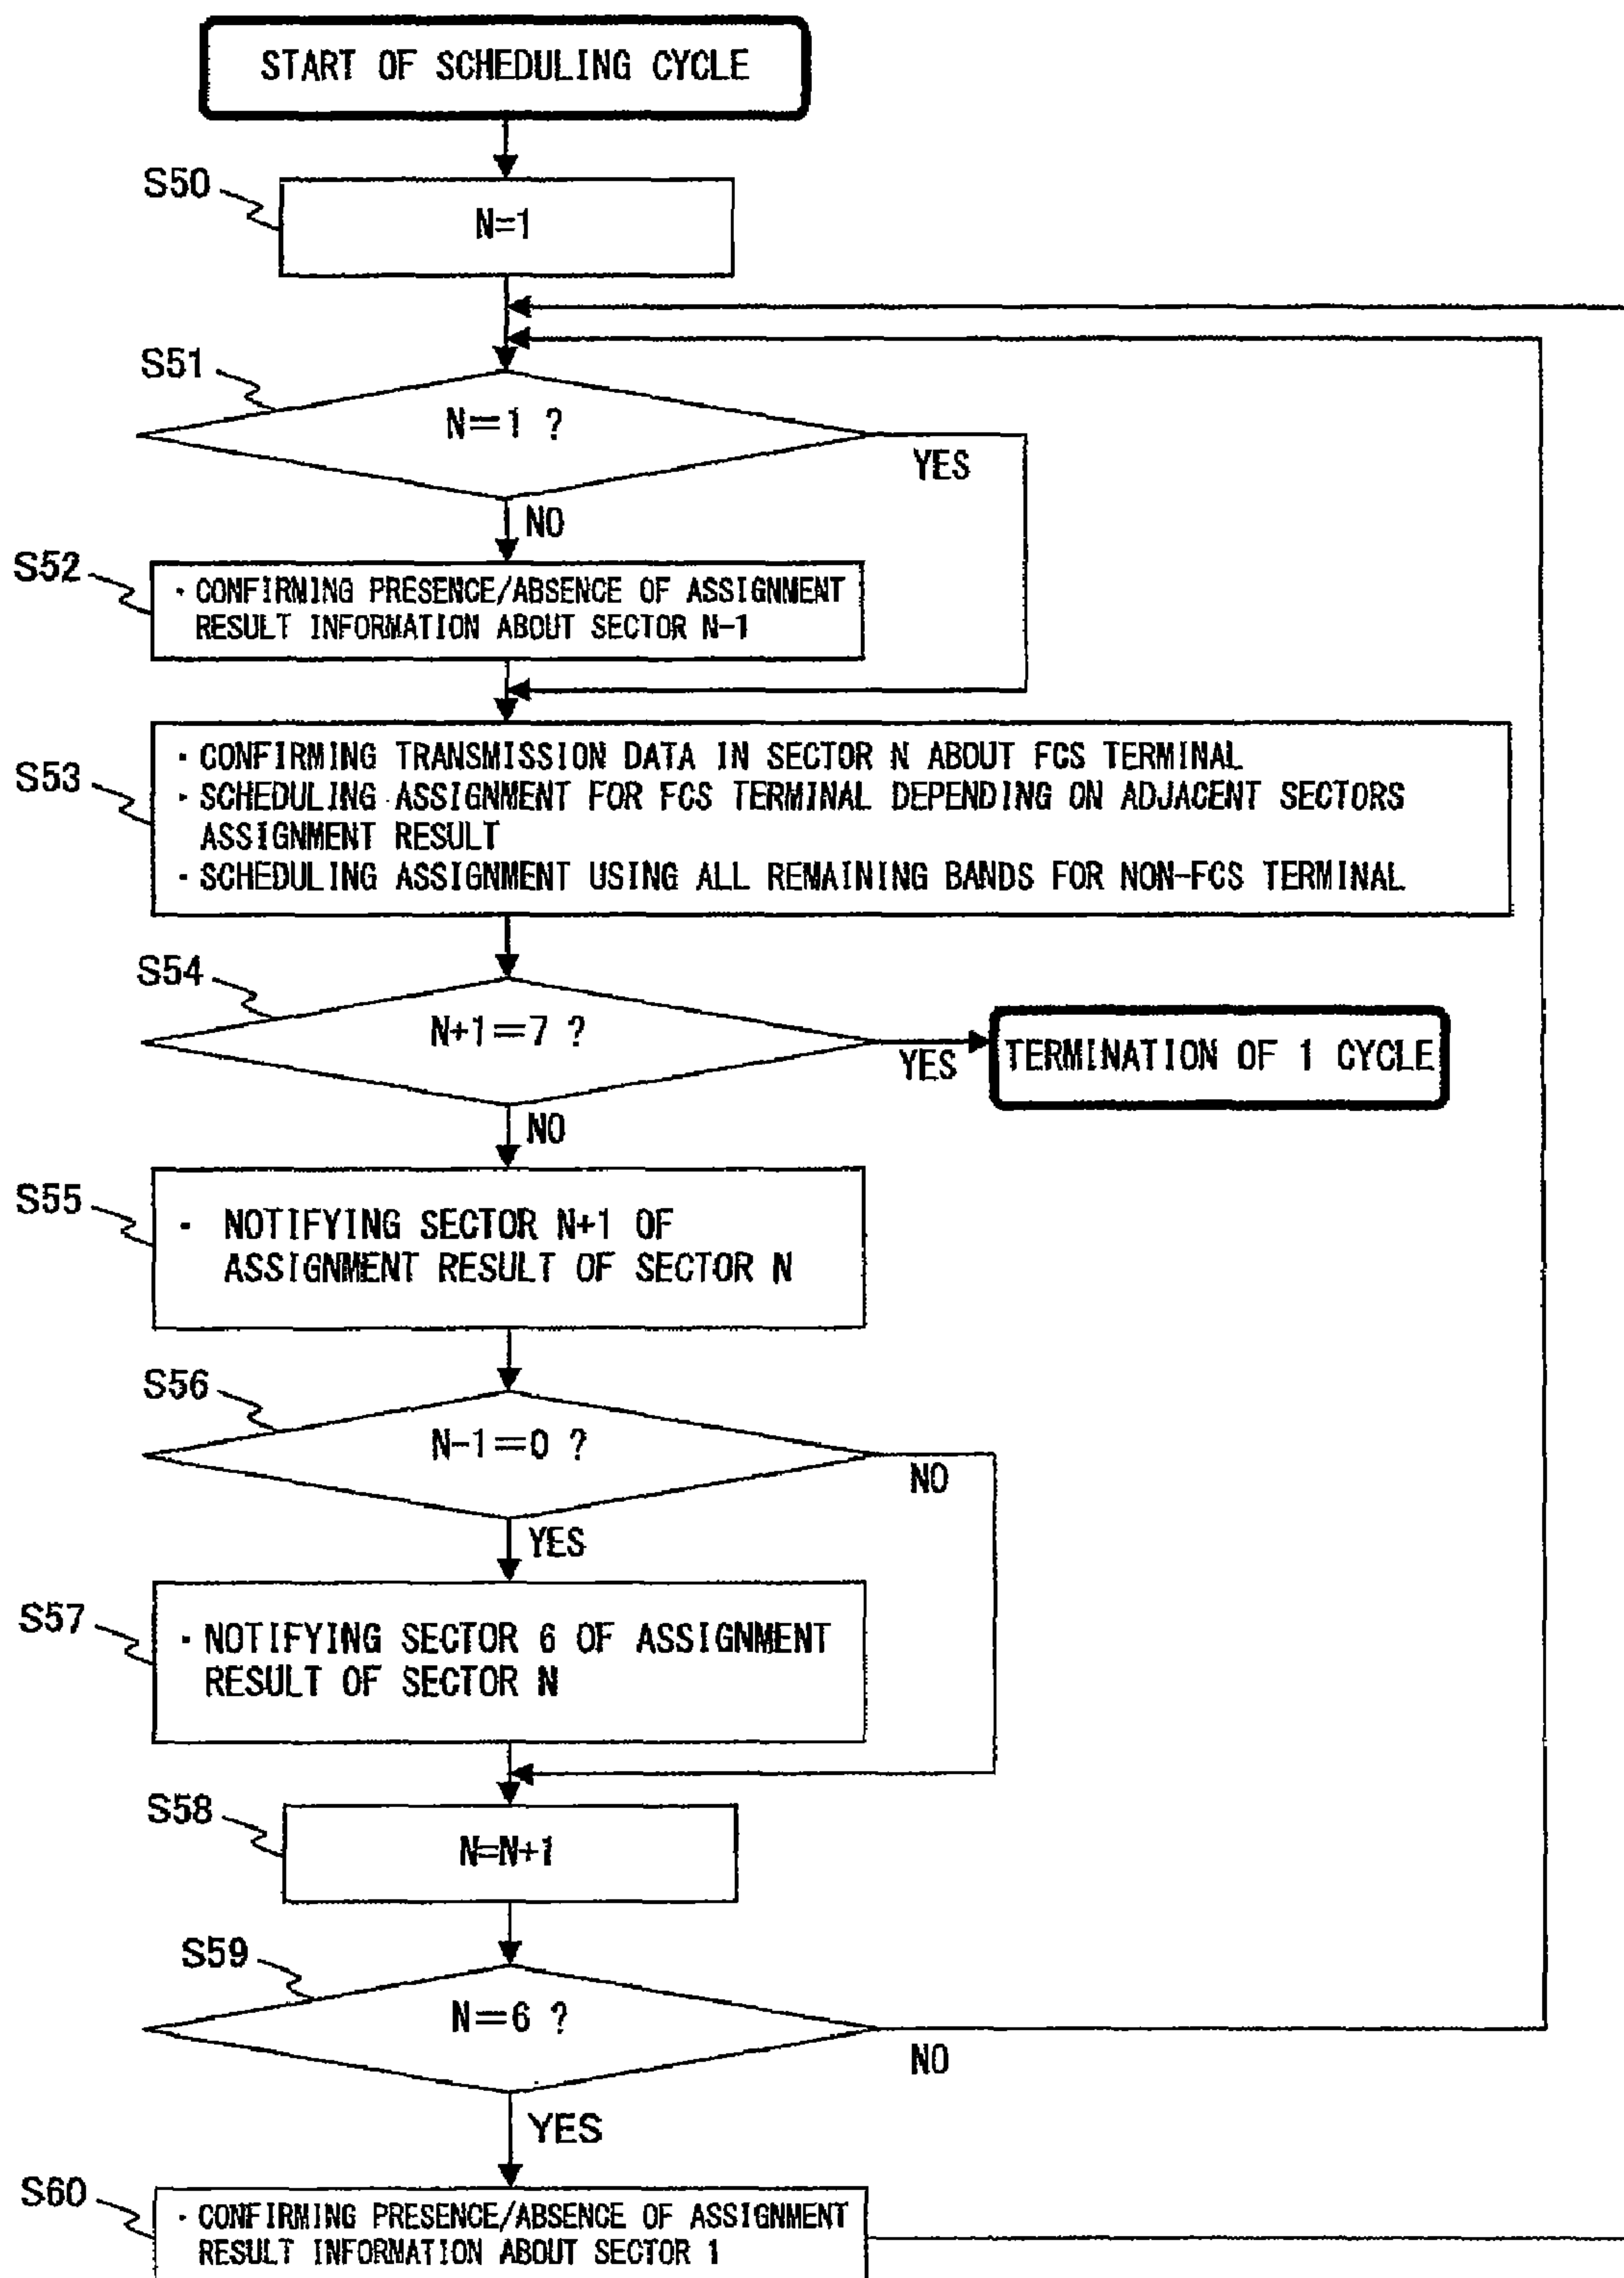 START OF SCHEDULING CYCLE
S50
N=1
S51
N=1 ?
YES
NO
S52
· CONFIRMING PRESENCE/ABSENCE OF ASSIGNMENT
RESULT INFORMATION ABOUT SECTOR N-1
S53
· CONFIRMING TRANSMISSION DATA IN SECTOR N ABOUT FCS TERMINAL
· SCHEDULING ASSIGNMENT FOR FCS TERMINAL DEPENDING ON ADJACENT SECTORS
ASSIGNMENT RESULT
· SCHEDULING ASSIGNMENT USING ALL REMAINING BANDS FOR NON-FCS TERMINAL
S54
N+1=7 ?
YES
TERMINATION OF 1 CYCLE
NO
S55
· NOTIFYING SECTOR N+1 OF
ASSIGNMENT RESULT OF SECTOR N
S56
N-1=0 ?
NO
YES
S57
· NOTIFYING SECTOR 6 OF ASSIGNMENT
RESULT OF SECTOR N
S58
N=N+1
S59
N=6 ?
NO
YES
S60
· CONFIRMING PRESENCE/ABSENCE OF ASSIGNMENT
RESULT INFORMATION ABOUT SECTOR 1